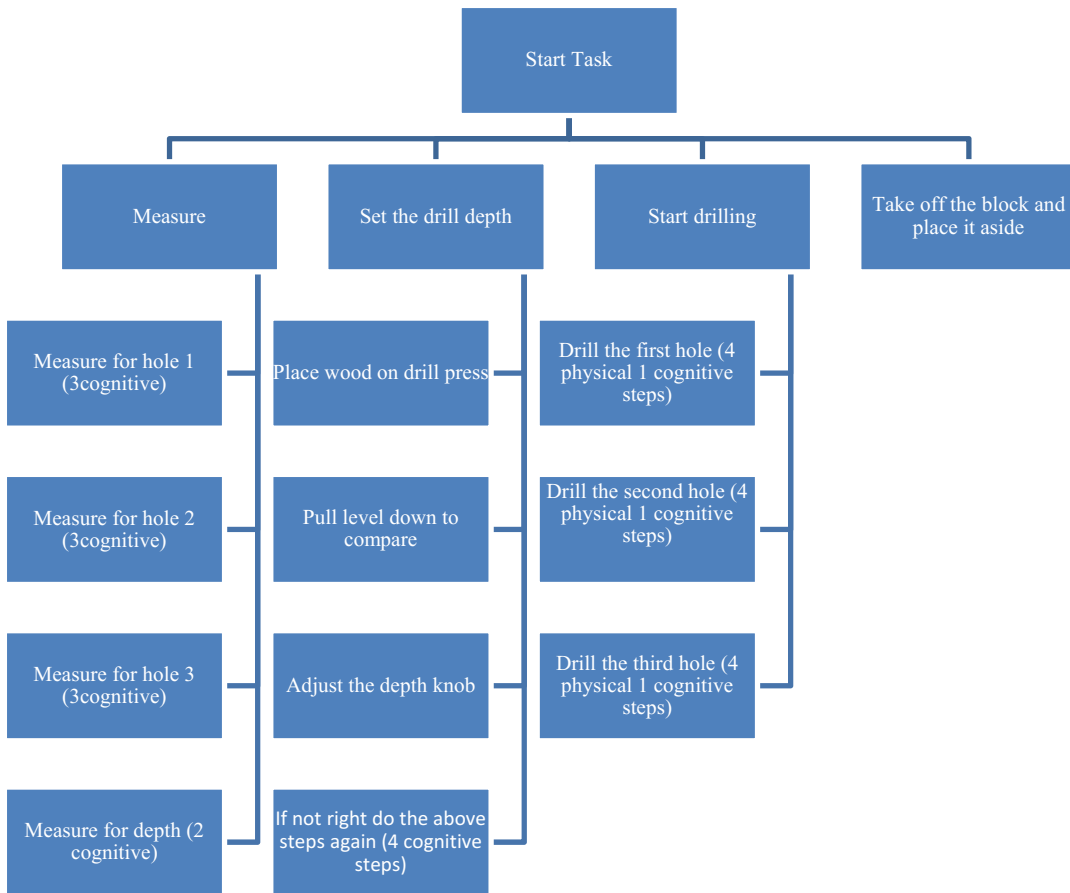 Start Task
Measure
Set the drill depth
Start drilling
Take off the block and
place it aside
Measure for hole 1
(3cognitive)
Measure for hole 2
(3cognitive)
Measure for hole 3
(3cognitive)
Measure for depth (2
cognitive)
Place wood on drill press
Pull level down to
compare
Adjust the depth knob
If not right do the above
steps again (4 cognitive
steps)
Drill the first hole (4
physical 1 cognitive
steps)
Drill the second hole (4
physical 1 cognitive
steps)
Drill the third hole (4
physical 1 cognitive
steps)